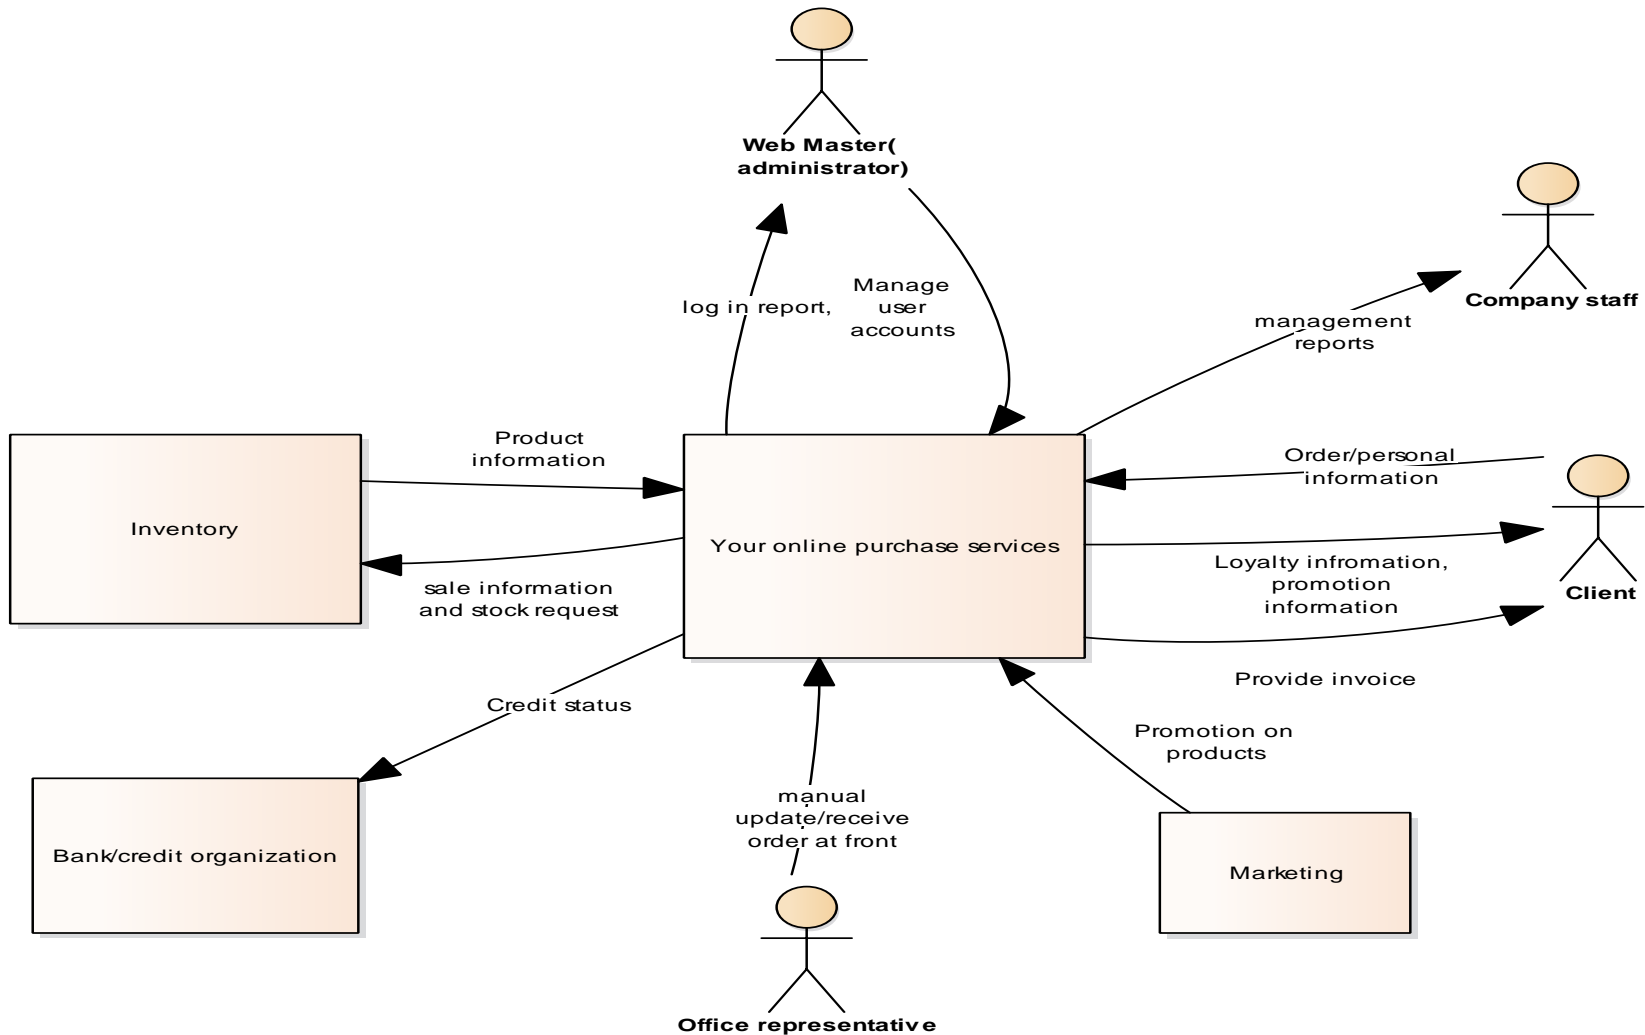 Web Master(
administrator)
Company staff
log in report,
Manage
user
accounts
management
reports
Product
information
Order/personal
information
Inventory
Your online purchase services
sale information
and stock request
Loyalty infromation,
promotion
information
Client
Provide invoice
Credit status
Promotion on
products
manual
update/receive
order at front
Bank/credit organization
Marketing
Office representative